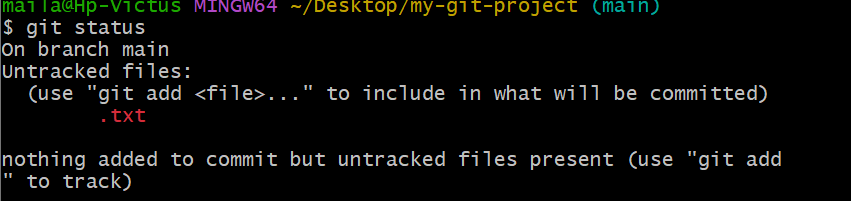 maila@Hp-Victus MINGW64 ~/Desktop/my-git-project (main)
$ git status
On branch main
Untracked files:
  (use "git add <file>..." to include in what will be committed)
        .txt

nothing added to commit but untracked files present (use "git add
" to track)